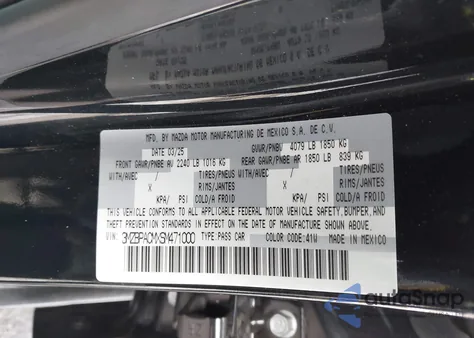 MFD. BY MAZDA MOTOR MANUFACTURING DE MEXICO S.A. DE C.V.
DATE 03/25 GVWR/PNBV 4079 LB 1850 KG
FRONT GAWR/PNBE AV 2240 LB 1016 KG REAR GAWR/PNBE AR 1850 LB 839 KG
WITH/AVEC TIRES/PNEUS WITH/AVEC TIRES/PNEUS
X RIMS/JANTES X RIMS/JANTES
KPA/ PSI COLD/A FROID KPA/ PSI COLD/A FROID
THIS VEHICLE CONFORMS TO ALL APPLICABLE FEDERAL MOTOR VEHICLE SAFETY, BUMPER, AND
THEFT PREVENTION STANDARDS IN EFFECT ON THE DATE OF MANUFACTURE SHOWN ABOVE.
VIN: TYPE PASS CAR COLOR CODE: 41W MADE IN MEXICO
autoSnap